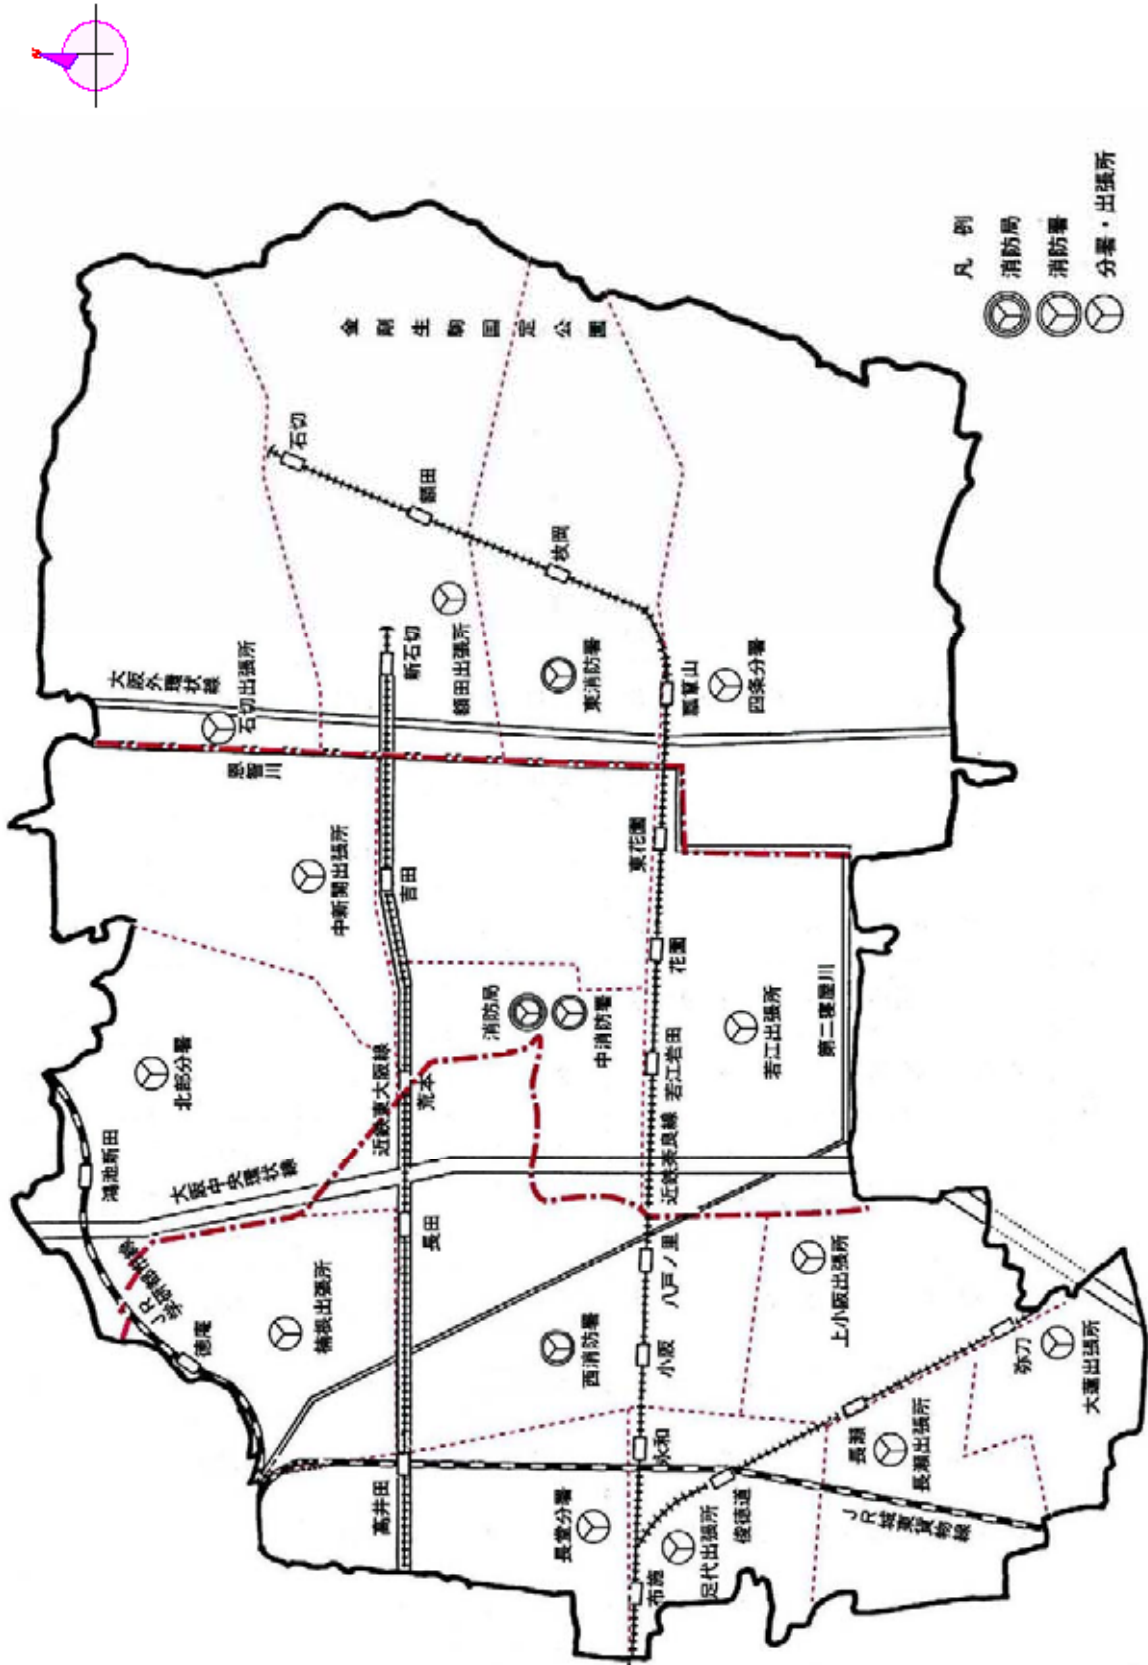 凡例
消防局
消防署
分署・出張所
金剛生駒国定公園
石切
額田
枚岡
新石切
額田出張所
東消防署
瓢箪山
四条分署
大阪外環状線
石切出張所
恩智川
中新開出張所
吉田
東花園
花園
若江岩田
若江出張所
第二寝屋川
消防局
中消防署
北部分署
近鉄東大阪線
荒本
近鉄奈良線
鴻池新田
大阪中央環状線
JR学研都市線
徳庵
楠根出張所
長田
西消防署
八戸ノ里
小阪
上小阪出張所
弥刀
大蓮出張所
長瀬
長瀬出張所
永和
高井田
長堂分署
布施
足代出張所
俊徳道
JR城東貨物線